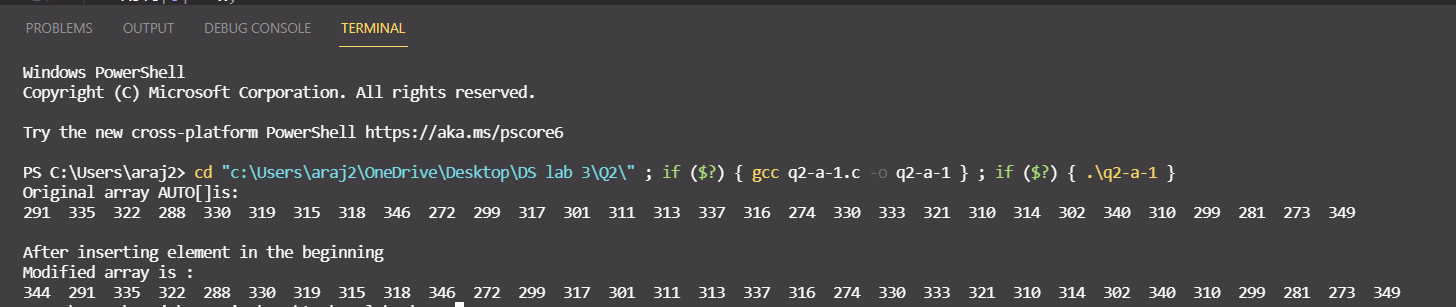 PROBLEMS OUTPUT DEBUG CONSOLE TERMINAL
Windows PowerShell
Copyright (C) Microsoft Corporation. All rights reserved.
Try the new cross-platform PowerShell https://aka.ms/pscore6
PS C:\Users\araj2> cd "c:\Users\araj2\OneDrive\Desktop\DS lab 3\Q2\" ; if ($?) { gcc q2-a-1.c -o q2-a-1 } ; if ($?) { .\q2-a-1 }
Original array AUTO[]is:
291 335 322 288 330 319 315 318 346 272 299 317 301 311 313 337 316 274 330 333 321 310 314 302 340 310 299 281 273 349
After inserting element in the beginning
Modified array is :
344 291 335 322 288 330 319 315 318 346 272 299 317 301 311 313 337 316 274 330 333 321 310 314 302 340 310 299 281 273 349